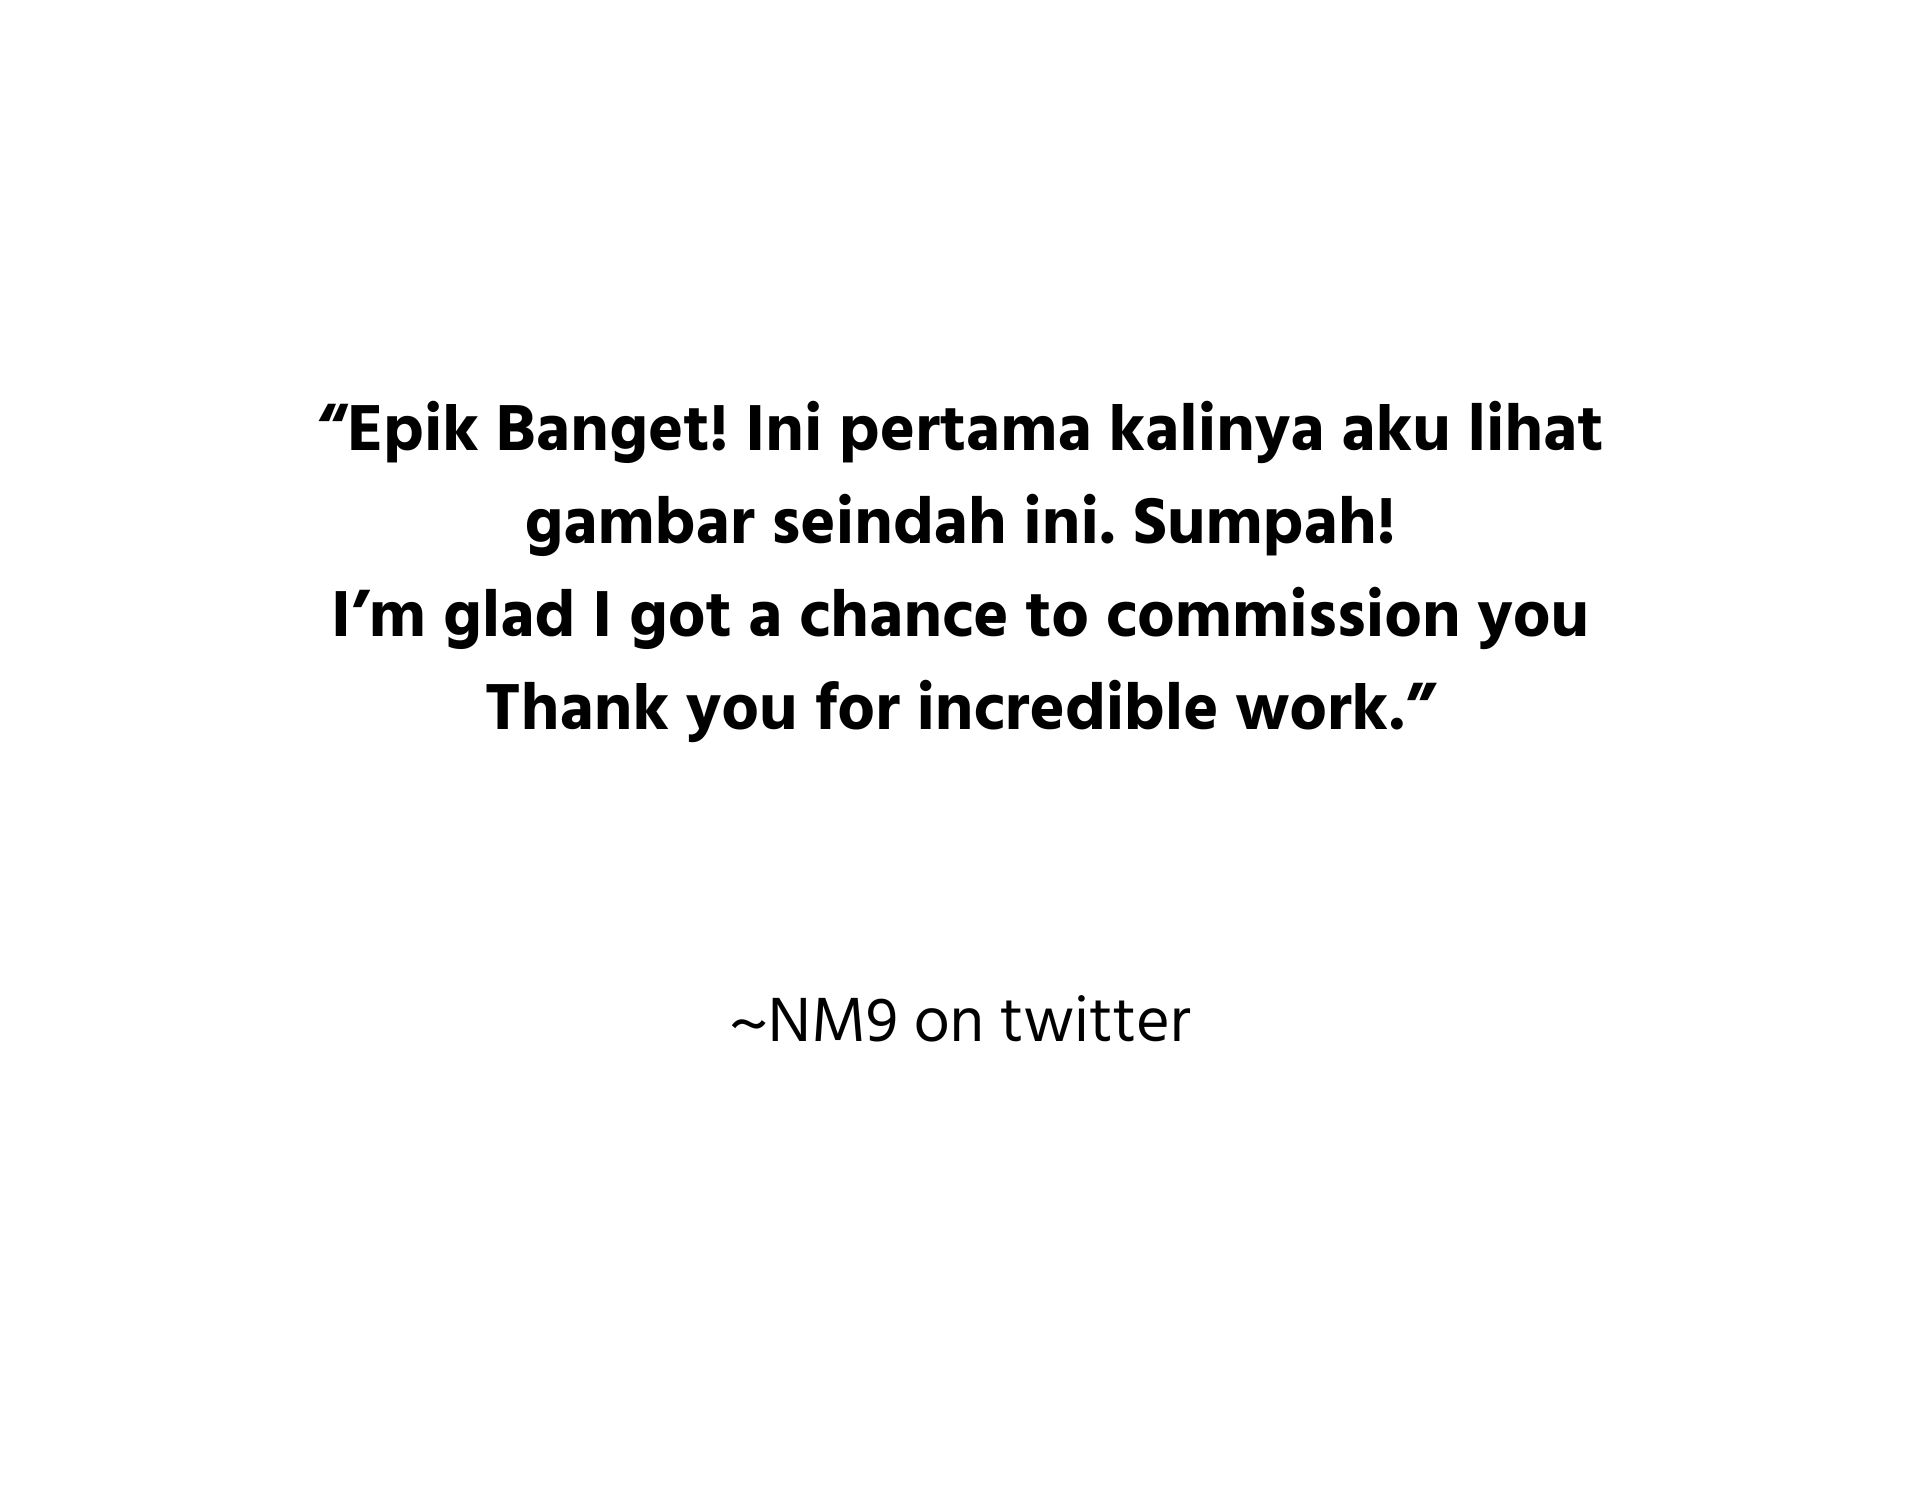 “Epik Banget! Ini pertama kalinya aku lihat
gambar seindah ini. Sumpah!
I’m glad I got a chance to commission you
Thank you for incredible work.”
~NM9 on twitter